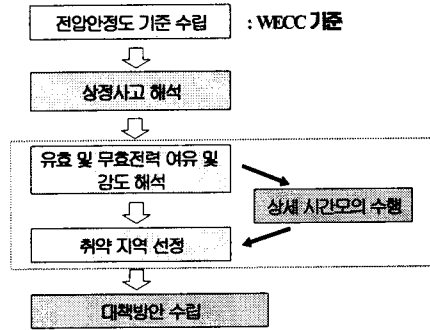 전압안정도 기준 수립 : WECC 기준
상정사고 해석
유효 및 무효전력 여유 및
감도 해석
상세 시간모의 수행
취약 지역 선정
대책방안 수립